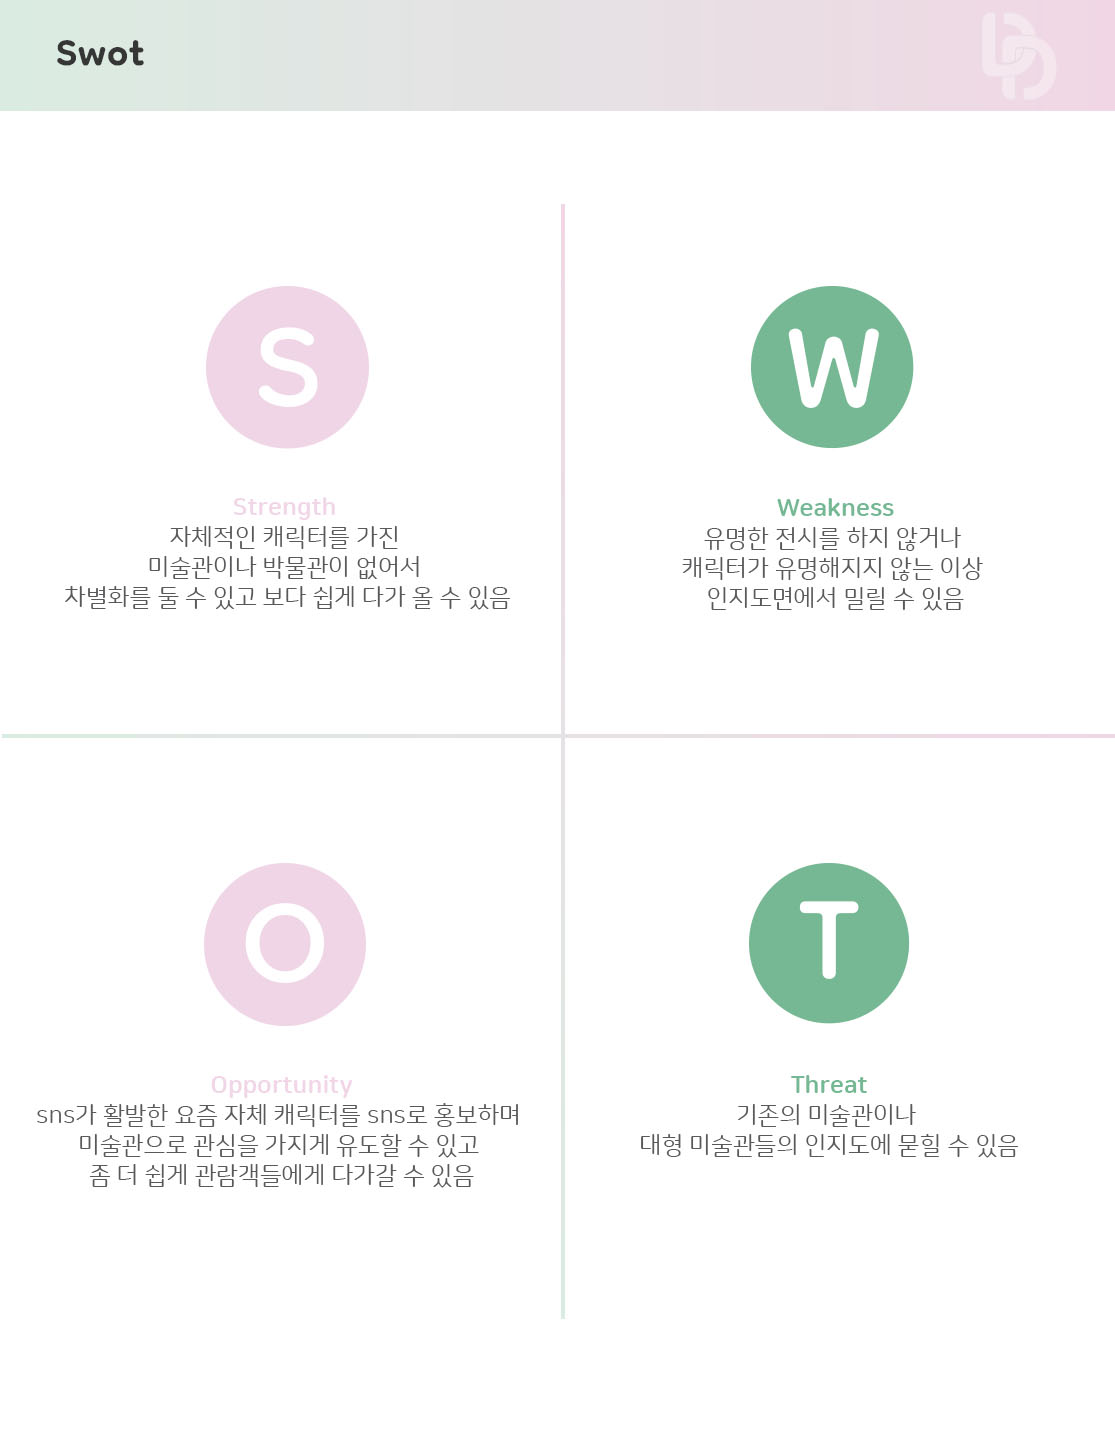 Swot
S
Strength
자체적인 캐릭터를 가진
미술관이나 박물관이 없어서
차별화를 둘 수 있고 보다 쉽게 다가 올 수 있음
W
Weakness
유명한 전시를 하지 않거나
캐릭터가 유명해지지 않는 이상
인지도면에서 밀릴 수 있음
O
Opportunity
sns가 활발한 요즘 자체 캐릭터를 sns로 홍보하며
미술관으로 관심을 가지게 유도할 수 있고
좀 더 쉽게 관람객들에게 다가갈 수 있음
T
Threat
기존의 미술관이나
대형 미술관들의 인지도에 묻힐 수 있음